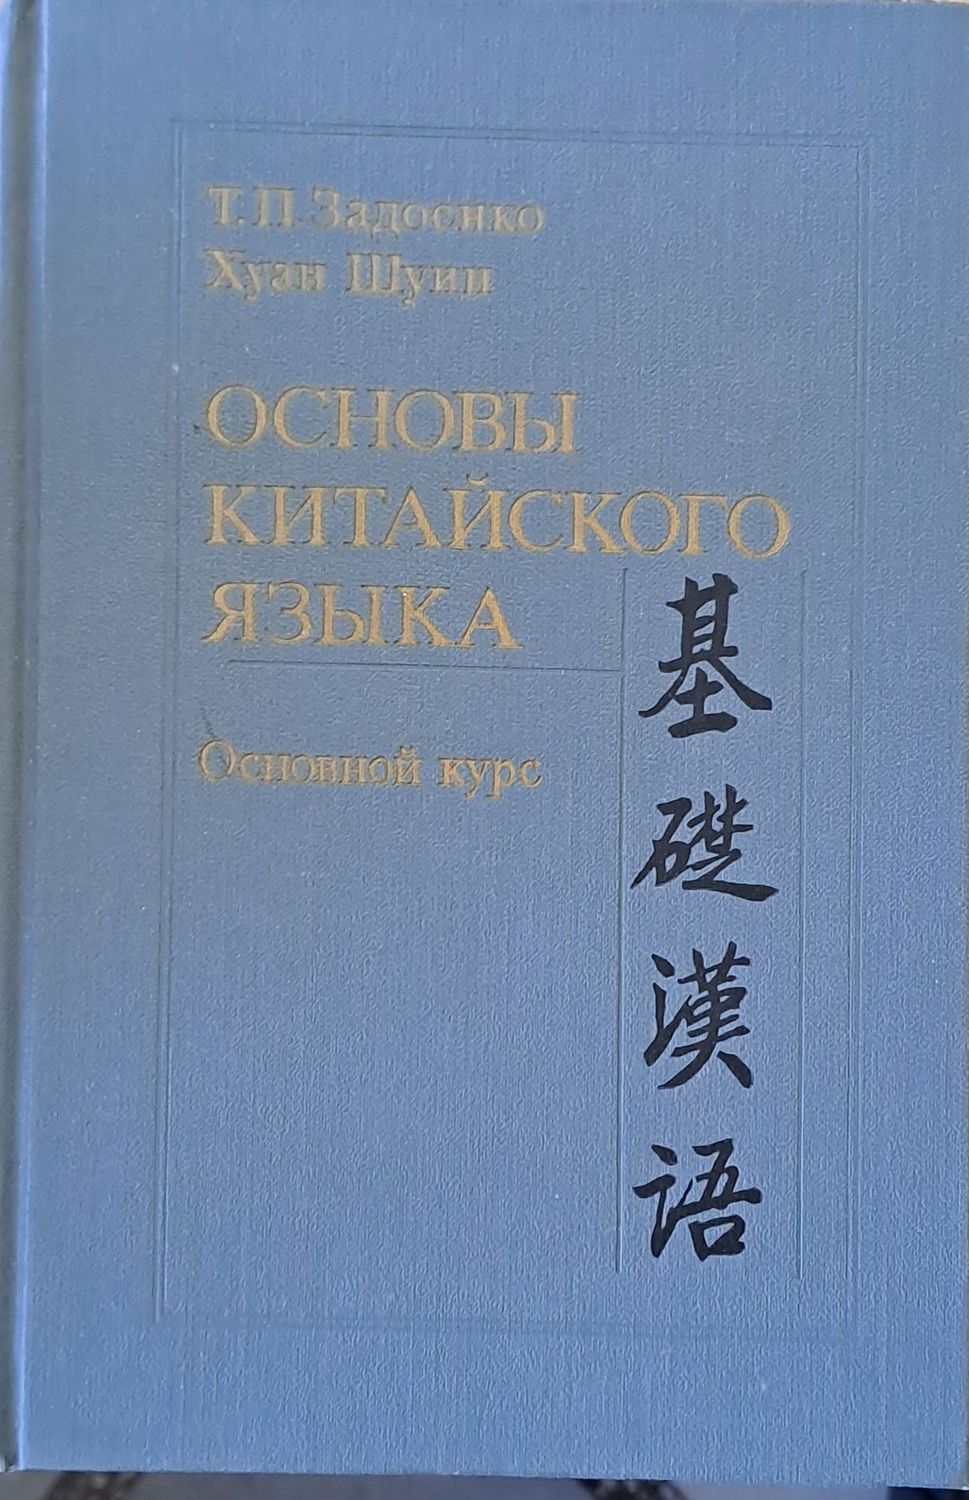 Т. П. Задоенко
Хуан Шуин
ОСНОВЫ
КИТАЙСКОГО
ЯЗЫКА
Основной курс
基礎漢語